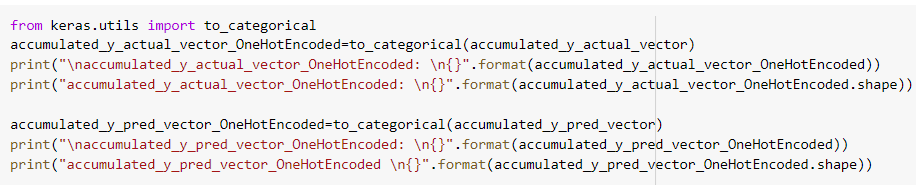 from keras.utils import to_categorical
accumulated_y_actual_vector_OneHotEncoded=to_categorical(accumulated_y_actual_vector)
print("\naccumulated_y_actual_vector_OneHotEncoded: \n{}".format(accumulated_y_actual_vector_OneHotEncoded))
print("accumulated_y_actual_vector_OneHotEncoded: \n{}".format(accumulated_y_actual_vector_OneHotEncoded.shape))
accumulated_y_pred_vector_OneHotEncoded=to_categorical(accumulated_y_pred_vector)
print("\naccumulated_y_pred_vector_OneHotEncoded: \n{}".format(accumulated_y_pred_vector_OneHotEncoded))
print("accumulated_y_pred_vector_OneHotEncoded \n{}".format(accumulated_y_pred_vector_OneHotEncoded.shape))